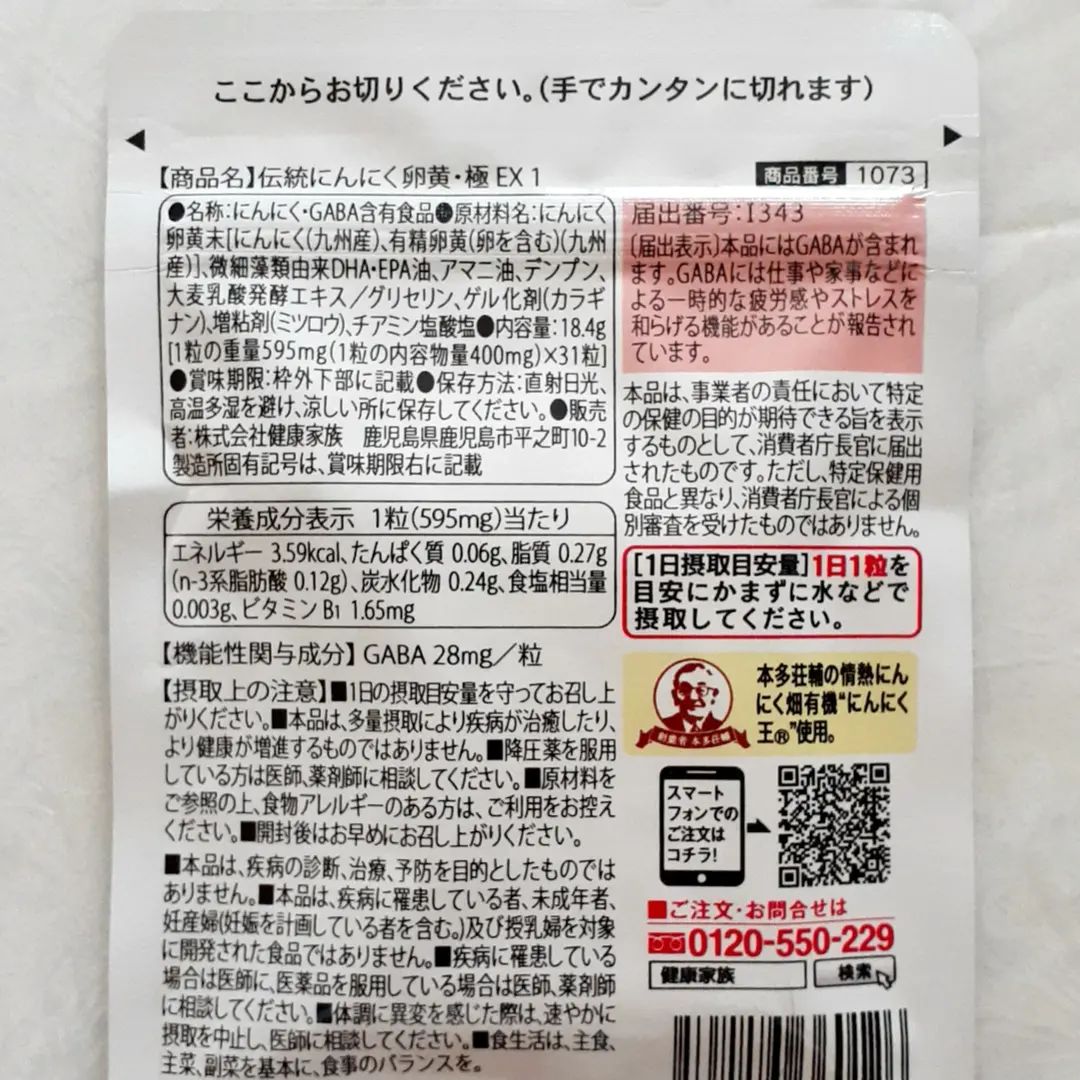 ここからお切りください。(手でカンタンに切れます)
【商品名】伝統にんにく卵黄・極 EX 1
商品番号 1073
●名称:にんにく・GABA含有食品●原材料名:にんにく
卵黄末[にんにく(九州産)、有精卵黄(卵を含む)(九州
産)]、微細藻類由来DHA・EPA油、アマニ油、デンプン、
大麦乳酸発酵エキス/グリセリン、ゲル化剤(カラギ
ナン)、増粘剤(ミツロウ)、チアミン塩酸塩●内容量:18.4g
[1粒の重量595mg(1粒の内容物量400mg)×31粒]
●賞味期限:枠外下部に記載●保存方法:直射日光、
高温多湿を避け、涼しい所に保存してください。●販売
者:株式会社健康家族 鹿児島県鹿児島市平之町10-2
製造所固有記号は、賞味期限右に記載
栄養成分表示 1粒(595mg)当たり
エネルギー 3.59kcal、たんぱく質 0.06g、脂質 0.27g
(n-3系脂肪酸 0.12g)、炭水化物 0.24g、食塩相当量
0.003g、ビタミンB1 1.65mg
【機能性関与成分】GABA 28mg/粒
【摂取上の注意】■1日の摂取目安量を守ってお召し上
がりください。■本品は、多量摂取により疾病が治癒したり、
より健康が増進するものではありません。■降圧薬を服用
している方は医師、薬剤師に相談してください。■原材料を
ご参照の上、食物アレルギーのある方は、ご利用をお控え
ください。■開封後はお早めにお召し上がりください。
■本品は、疾病の診断、治療、予防を目的としたものでは
ありません。■本品は、疾病に罹患している者、未成年者、
妊産婦(妊娠を計画している者を含む。)及び授乳婦を対象
に開発された食品ではありません。■疾病に罹患している
場合は医師に、医薬品を服用している場合は医師、薬剤師
に相談してください。■体調に異変を感じた際は、速やかに
摂取を中止し、医師に相談してください。■食生活は、主食、
主菜、副菜を基本に、食事のバランスを。
届出番号:I343
〔届出表示〕本品にはGABAが含まれ
ます。GABAには仕事や家事などに
よる一時的な疲労感やストレスを
和らげる機能があることが報告され
ています。
本品は、事業者の責任において特定
の保健の目的が期待できる旨を表示
するものとして、消費者庁長官に届出
されたものです。ただし、特定保健用
食品と異なり、消費者庁長官による個
別審査を受けたものではありません。
[1日摂取目安量]1日1粒を
目安にかまずに水などで
摂取してください。
創業者 本多荘輔
本多荘輔の情熱にん
にく畑有機“にんにく
王®”使用。
スマート
フォンでの
ご注文は
コチラ!
■ご注文・お問合せは
0120-550-229
健康家族 検索